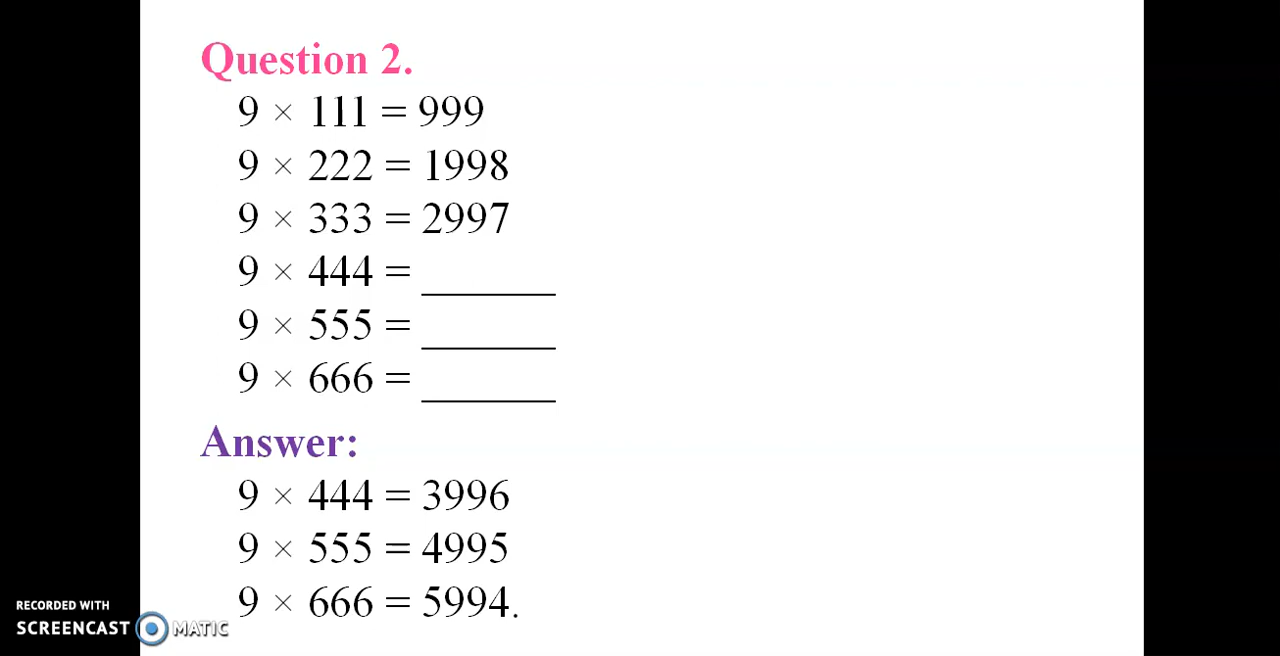 Question 2.
9 × 111 = 999
9 × 222 = 1998
9 × 333 = 2997
9 × 444 = ______
9 × 555 = ______
9 × 666 = ______
Answer:
9 × 444 = 3996
9 × 555 = 4995
9 × 666 = 5994.
RECORDED WITH
SCREENCAST MATIC